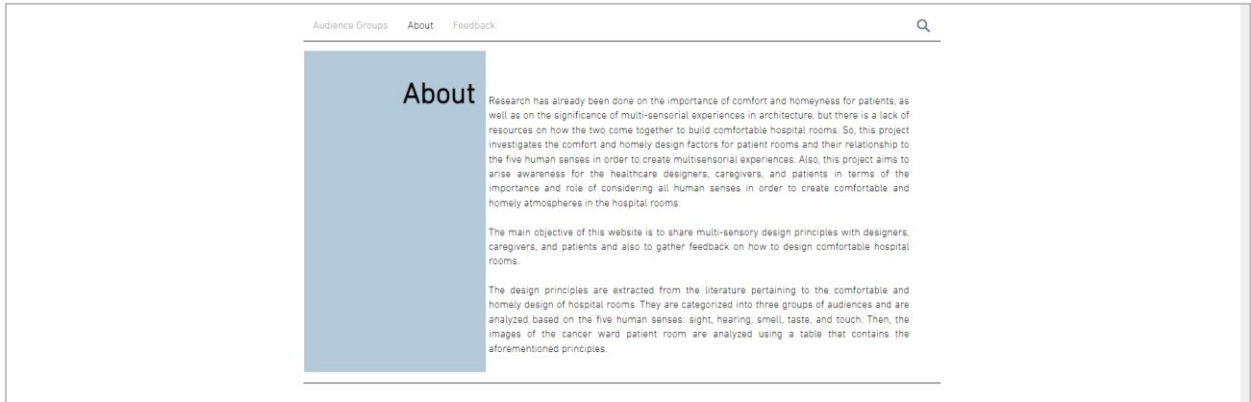 Audience Groups About Feedback
About
Research has already been done on the importance of comfort and homeyness for patients, as
well as on the significance of multi-sensorial experiences in architecture, but there is a lack of
resources on how the two come together to build comfortable hospital rooms. So, this project
investigates the comfort and homely design factors for patient rooms and their relationship to
the five human senses in order to create multisensorial experiences. Also, this project aims to
arise awareness for the healthcare designers, caregivers, and patients in terms of the
importance and role of considering all human senses in order to create comfortable and
homely atmospheres in the hospital rooms.
The main objective of this website is to share multi-sensory design principles with designers,
caregivers, and patients and also to gather feedback on how to design comfortable hospital
rooms.
The design principles are extracted from the literature pertaining to the comfortable and
homely design of hospital rooms. They are categorized into three groups of audiences and are
analyzed based on the five human senses: sight, hearing, smell, taste, and touch. Then, the
images of the cancer ward patient room are analyzed using a table that contains the
aforementioned principles.